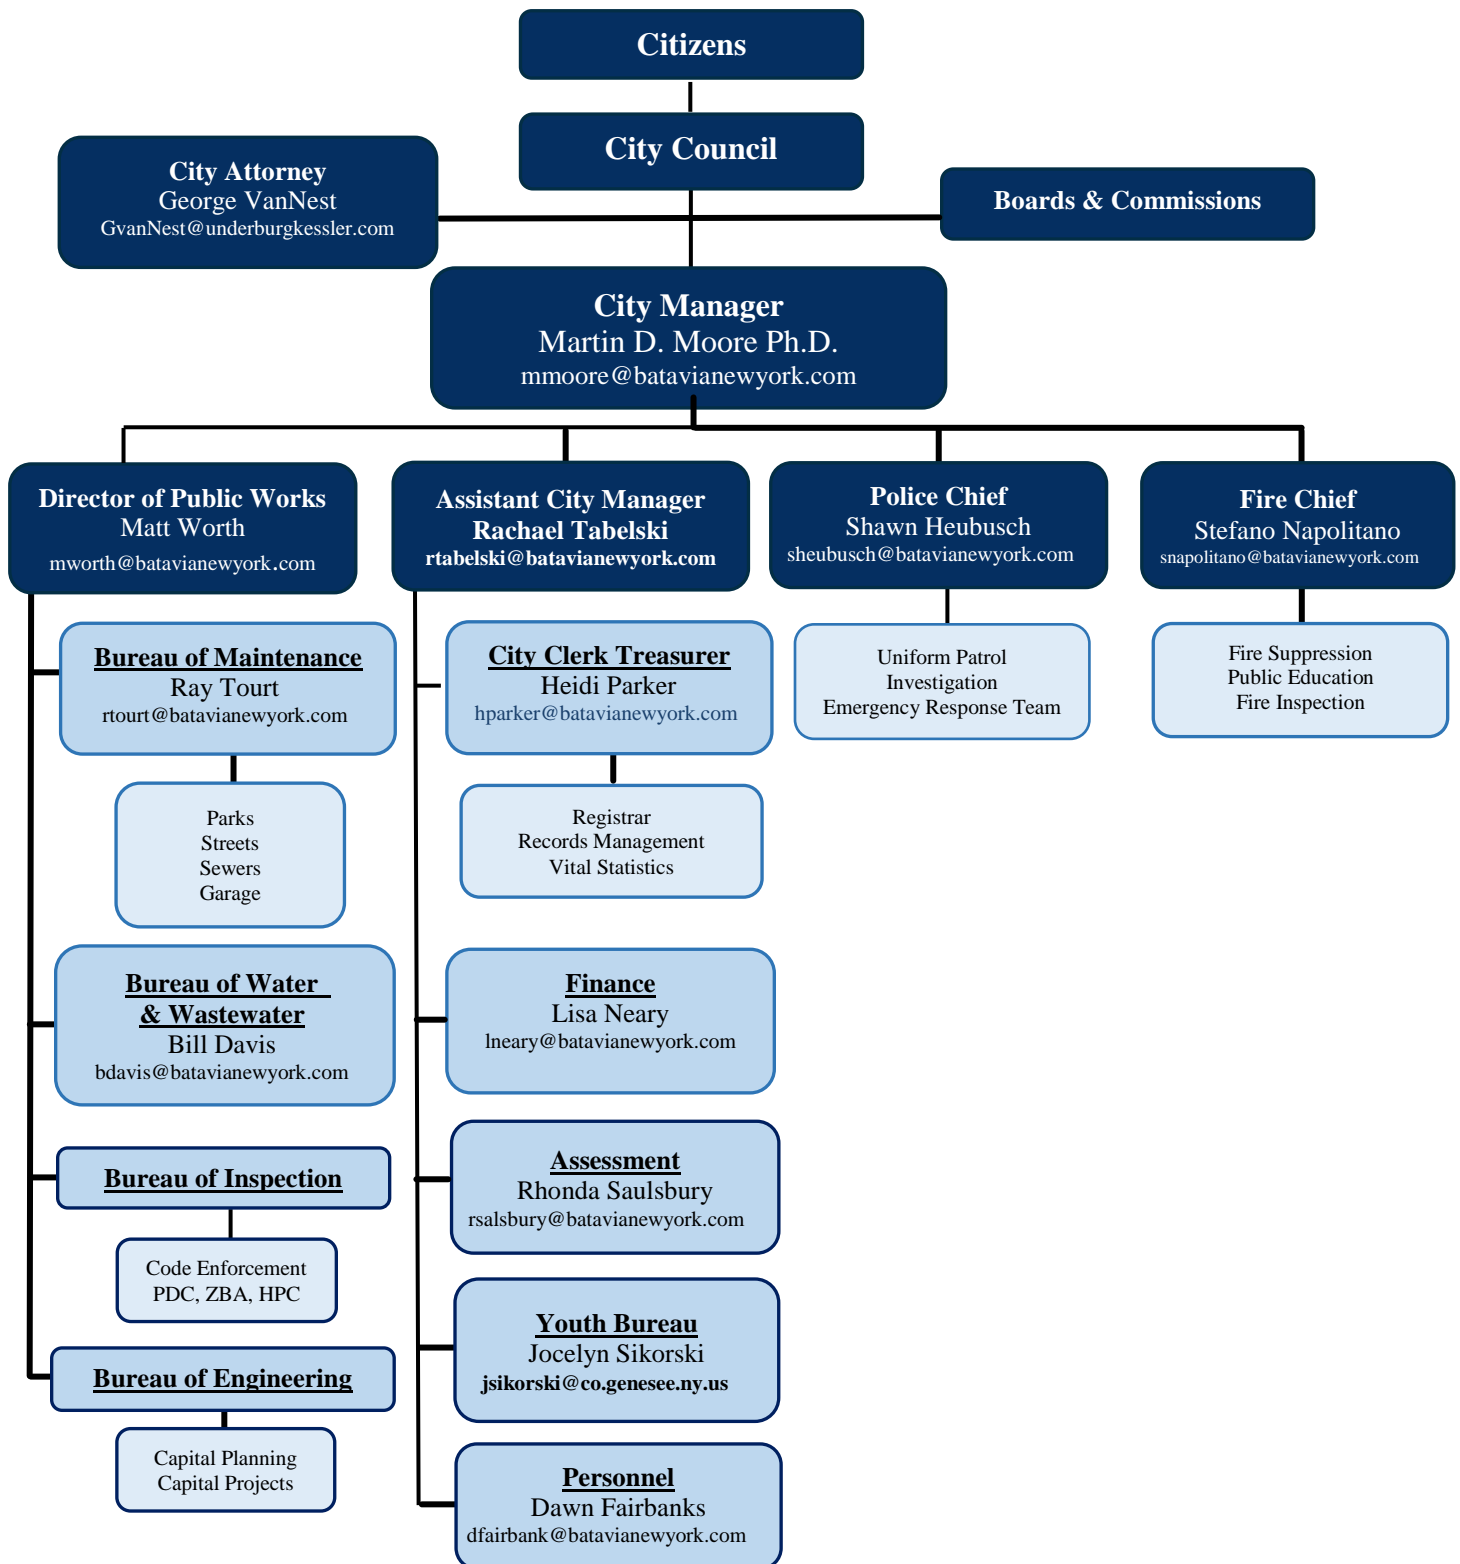 Citizens
City Council
City Attorney
George VanNest
GvanNest@underburgkessler.com
Boards & Commissions
City Manager
Martin D. Moore Ph.D.
mmoore@batavianewyork.com
Director of Public Works
Matt Worth
mworth@batavianewyork.com
Assistant City Manager
Rachael Tabelski
rtabelski@batavianewyork.com
Police Chief
Shawn Heubusch
sheubusch@batavianewyork.com
Fire Chief
Stefano Napolitano
snapolitano@batavianewyork.com
Bureau of Maintenance
Ray Tourt
rtourt@batavianewyork.com
Parks
Streets
Sewers
Garage
Bureau of Water
& Wastewater
Bill Davis
bdavis@batavianewyork.com
Bureau of Inspection
Code Enforcement
PDC, ZBA, HPC
Bureau of Engineering
Capital Planning
Capital Projects
City Clerk Treasurer
Heidi Parker
hparker@batavianewyork.com
Registrar
Records Management
Vital Statistics
Finance
Lisa Neary
lneary@batavianewyork.com
Assessment
Rhonda Saulsbury
rsalsbury@batavianewyork.com
Youth Bureau
Jocelyn Sikorski
jsikorski@co.genesee.ny.us
Personnel
Dawn Fairbanks
dfairbank@batavianewyork.com
Uniform Patrol
Investigation
Emergency Response Team
Fire Suppression
Public Education
Fire Inspection